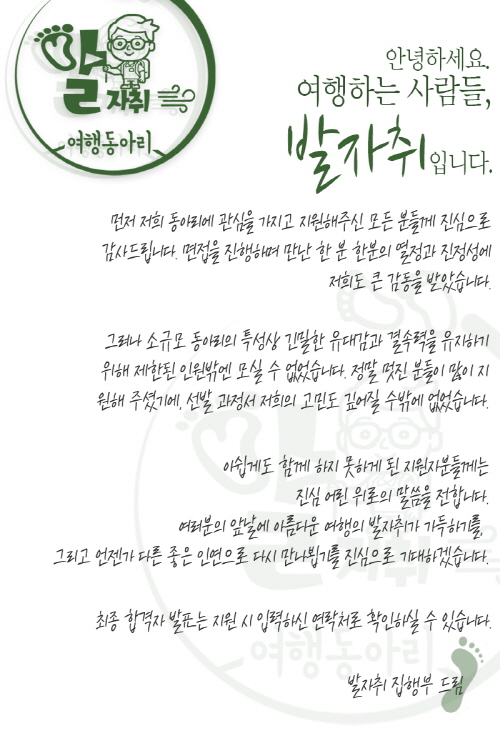 발
자취
여행동아리
안녕하세요.
여행하는 사람들,
발자취입니다.
먼저 저희 동아리에 관심을 가지고 지원해주신 모든 분들께 진심으로
감사드립니다. 면접을 진행하며 만난 한 분 한분의 열정과 진정성에
저희도 큰 감동을 받았습니다.
그러나 소규모 동아리의 특성상 긴밀한 유대감과 결속력을 유지하기
위해 제한된 인원밖엔 모실 수 없었습니다. 정말 멋진 분들이 많이 지
원해 주셨기에, 선발 과정서 저희의 고민도 깊어질 수밖에 없었습니다.
아쉽게도 함께 하지 못하게 된 지원자분들께는
진심 어린 위로의 말씀을 전합니다.
여러분의 앞날에 아름다운 여행의 발자취가 가득하기를,
그리고 언젠가 다른 좋은 인연으로 다시 만나뵙기를 진심으로 기대하겠습니다.
최종 합격자 발표는 지원 시 입력하신 연락처로 확인하실 수 있습니다.
발자취 집행부 드림
발
자취
여행동아리